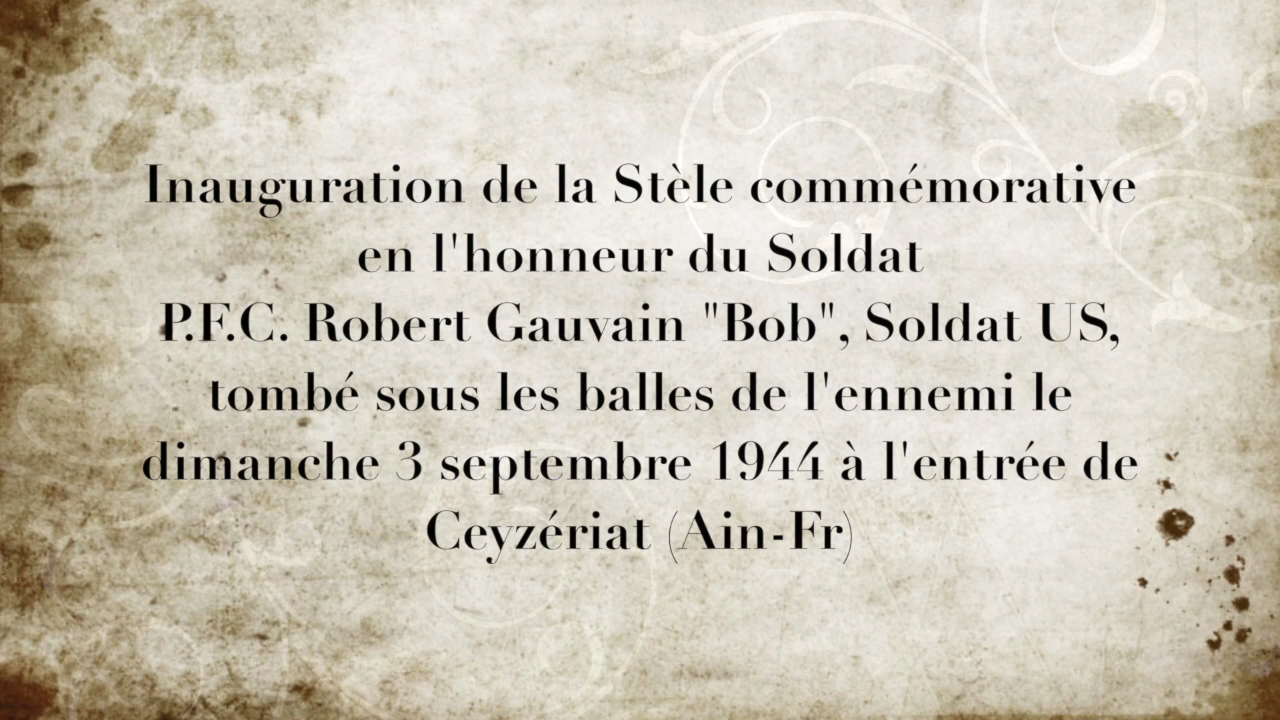 Inauguration de la Stèle commémorative
en l'honneur du Soldat
P.F.C. Robert Gauvain "Bob", Soldat US,
tombé sous les balles de l'ennemi le
dimanche 3 septembre 1944 à l'entrée de
Ceyzériat (Ain-Fr)